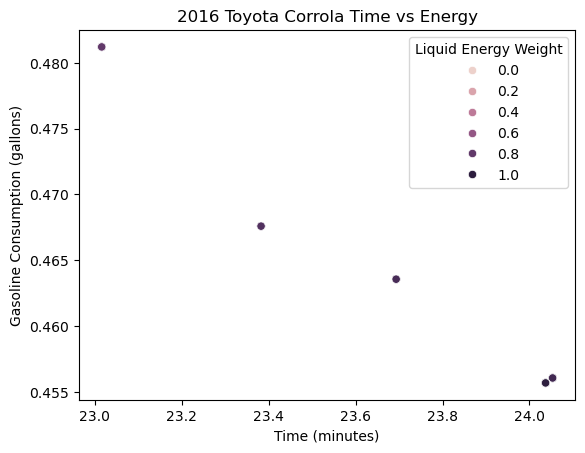 2016 Toyota Corrola Time vs Energy
Gasoline Consumption (gallons)
0.480
0.475
0.470
0.465
0.460
0.455
Liquid Energy Weight
0.0
0.2
0.4
0.6
0.8
1.0
23.0 23.2 23.4 23.6 23.8 24.0
Time (minutes)